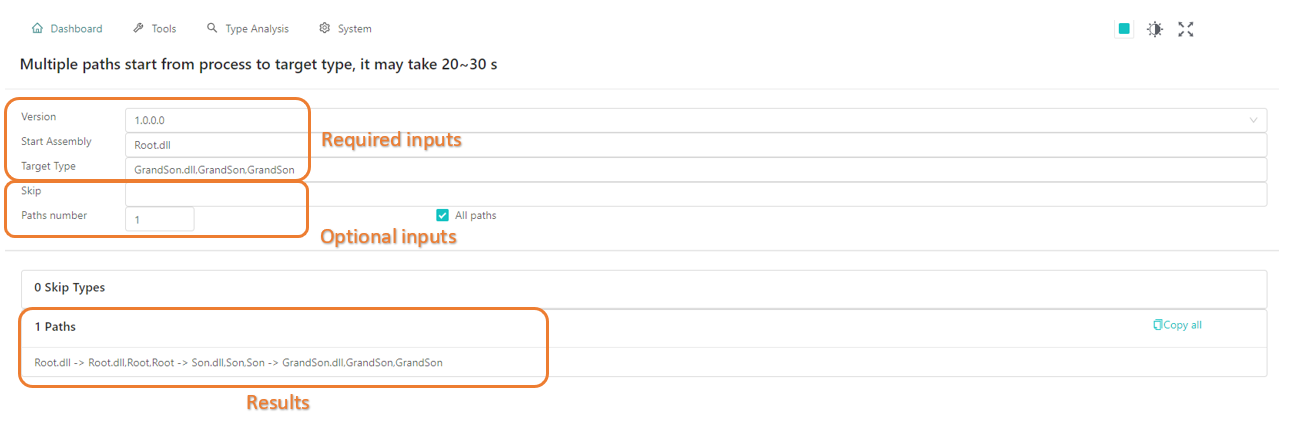 Dashboard Tools Type Analysis System
Multiple paths start from process to target type, it may take 20~30 s
Version 1.0.0.0
Start Assembly Root.dll
Required inputs
Target Type GrandSon.dll,GrandSon,GrandSon
Skip
Paths number 1 All paths
Optional inputs
0 Skip Types
1 Paths Copy all
Root.dll -> Root.dll,Root,Root -> Son.dll,Son,Son -> GrandSon.dll,GrandSon,GrandSon
Results